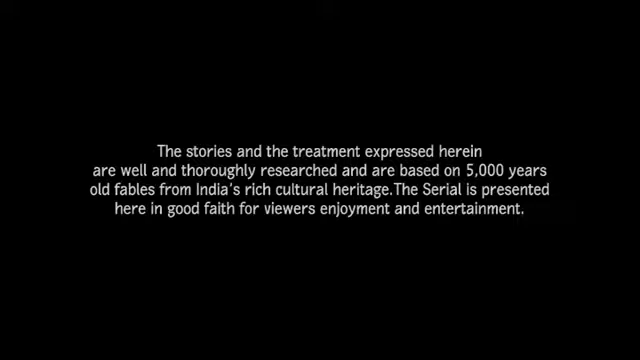 The stories and the treatment expressed herein
are well and thoroughly researched and are based on 5,000 years
old fables from India's rich cultural heritage.The Serial is presented
here in good faith for viewers enjoyment and entertainment.